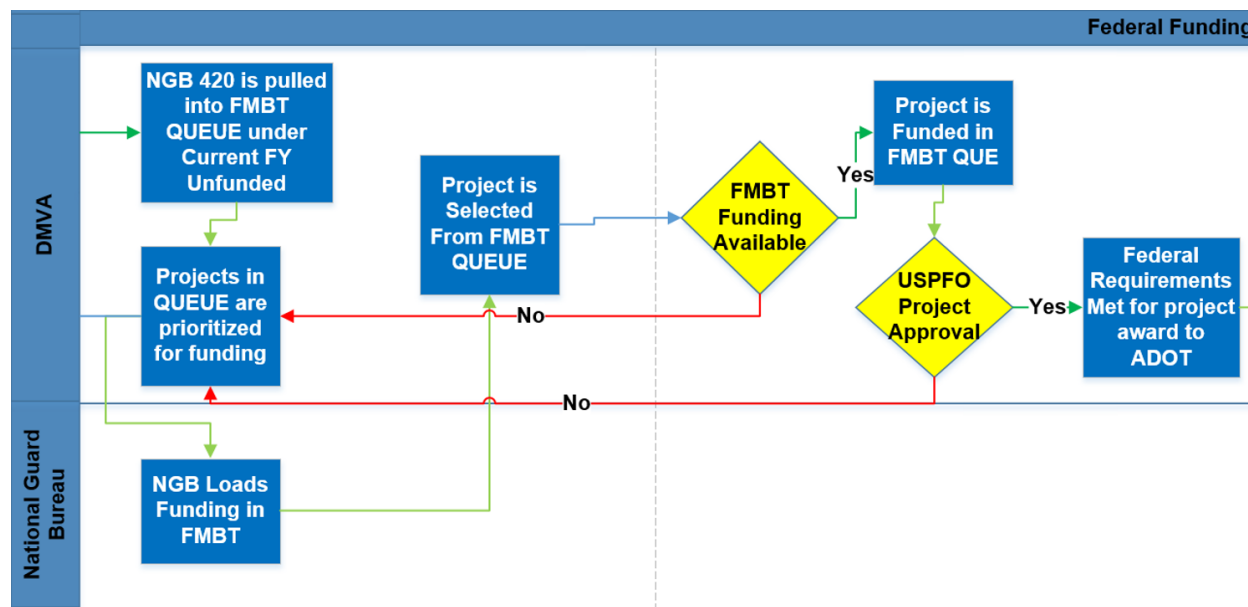 Federal Funding
DMVA
NGB 420 is pulled
into FMBT
QUEUE under
Current FY
Unfunded
Projects in
QUEUE are
prioritized
for funding
Project is
Selected
From FMBT
QUEUE
FMBT
Funding
Available
Yes
No
Project is
Funded in
FMBT QUE
USPFO
Project
Approval
Yes
No
Federal
Requirements
Met for project
award to
ADOT
National Guard
Bureau
NGB Loads
Funding in
FMBT